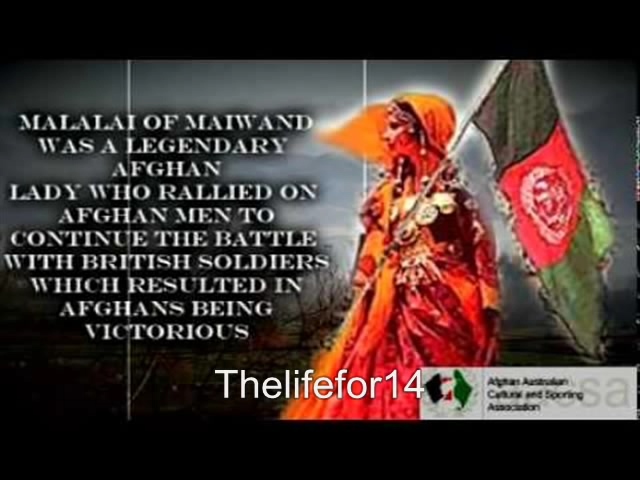 MALALAI OF MAIWAND
WAS A LEGENDARY
AFGHAN
LADY WHO RALLIED ON
AFGHAN MEN TO
CONTINUE THE BATTLE
WITH BRITISH SOLDIERS
WHICH RESULTED IN
AFGHANS BEING
VICTORIOUS
Thelifefor14
Afghan Australian
Cultural and Sporting
Association